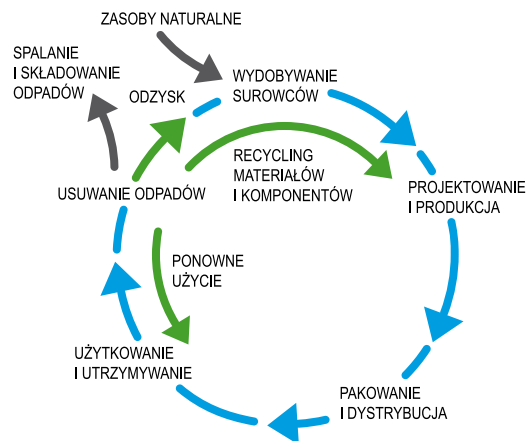 ZASOBY NATURALNE
SPALANIE
I SKŁADOWANIE
ODPADÓW
ODZYSK
WYDOBYWANIE
SUROWCÓW
RECYCLING
MATERIAŁÓW
I KOMPONENTÓW
USUWANIE ODPADÓW
PROJEKTOWANIE
I PRODUKCJA
PONOWNE
UŻYCIE
UŻYTKOWANIE
I UTRZYMYWANIE
PAKOWANIE
I DYSTRYBUCJA